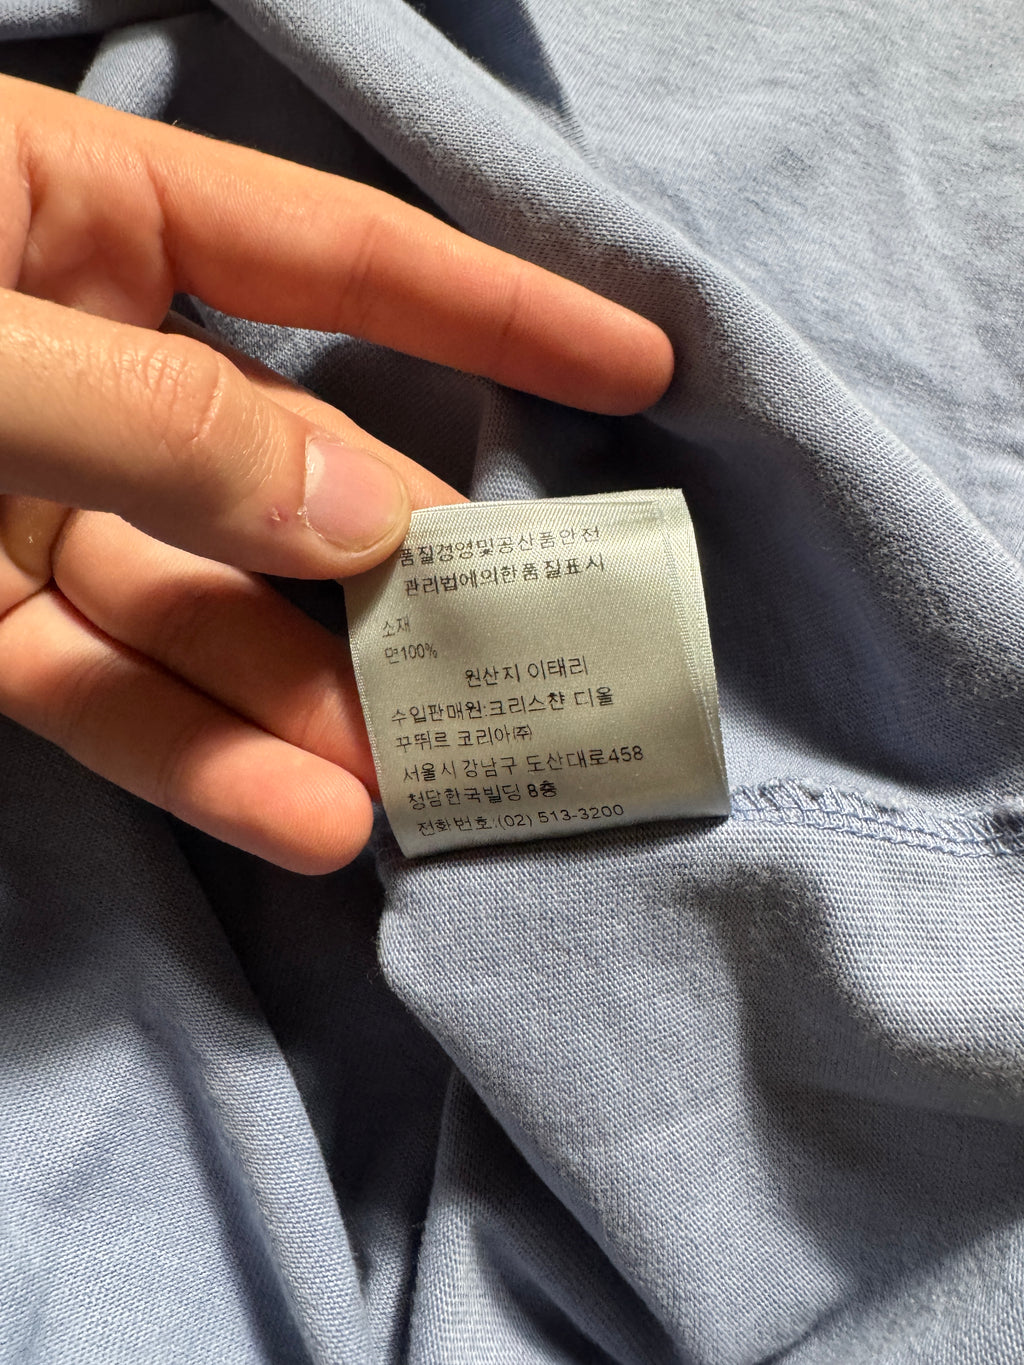 품질경영및공산품안전
관리법에의한품질표시
소재
면100%
원산지 이태리
수입판매원:크리스챤 디올
꾸뛰르 코리아㈜
서울시강남구 도산대로458
청담한국빌딩 8층
전화번호:(02) 513-3200